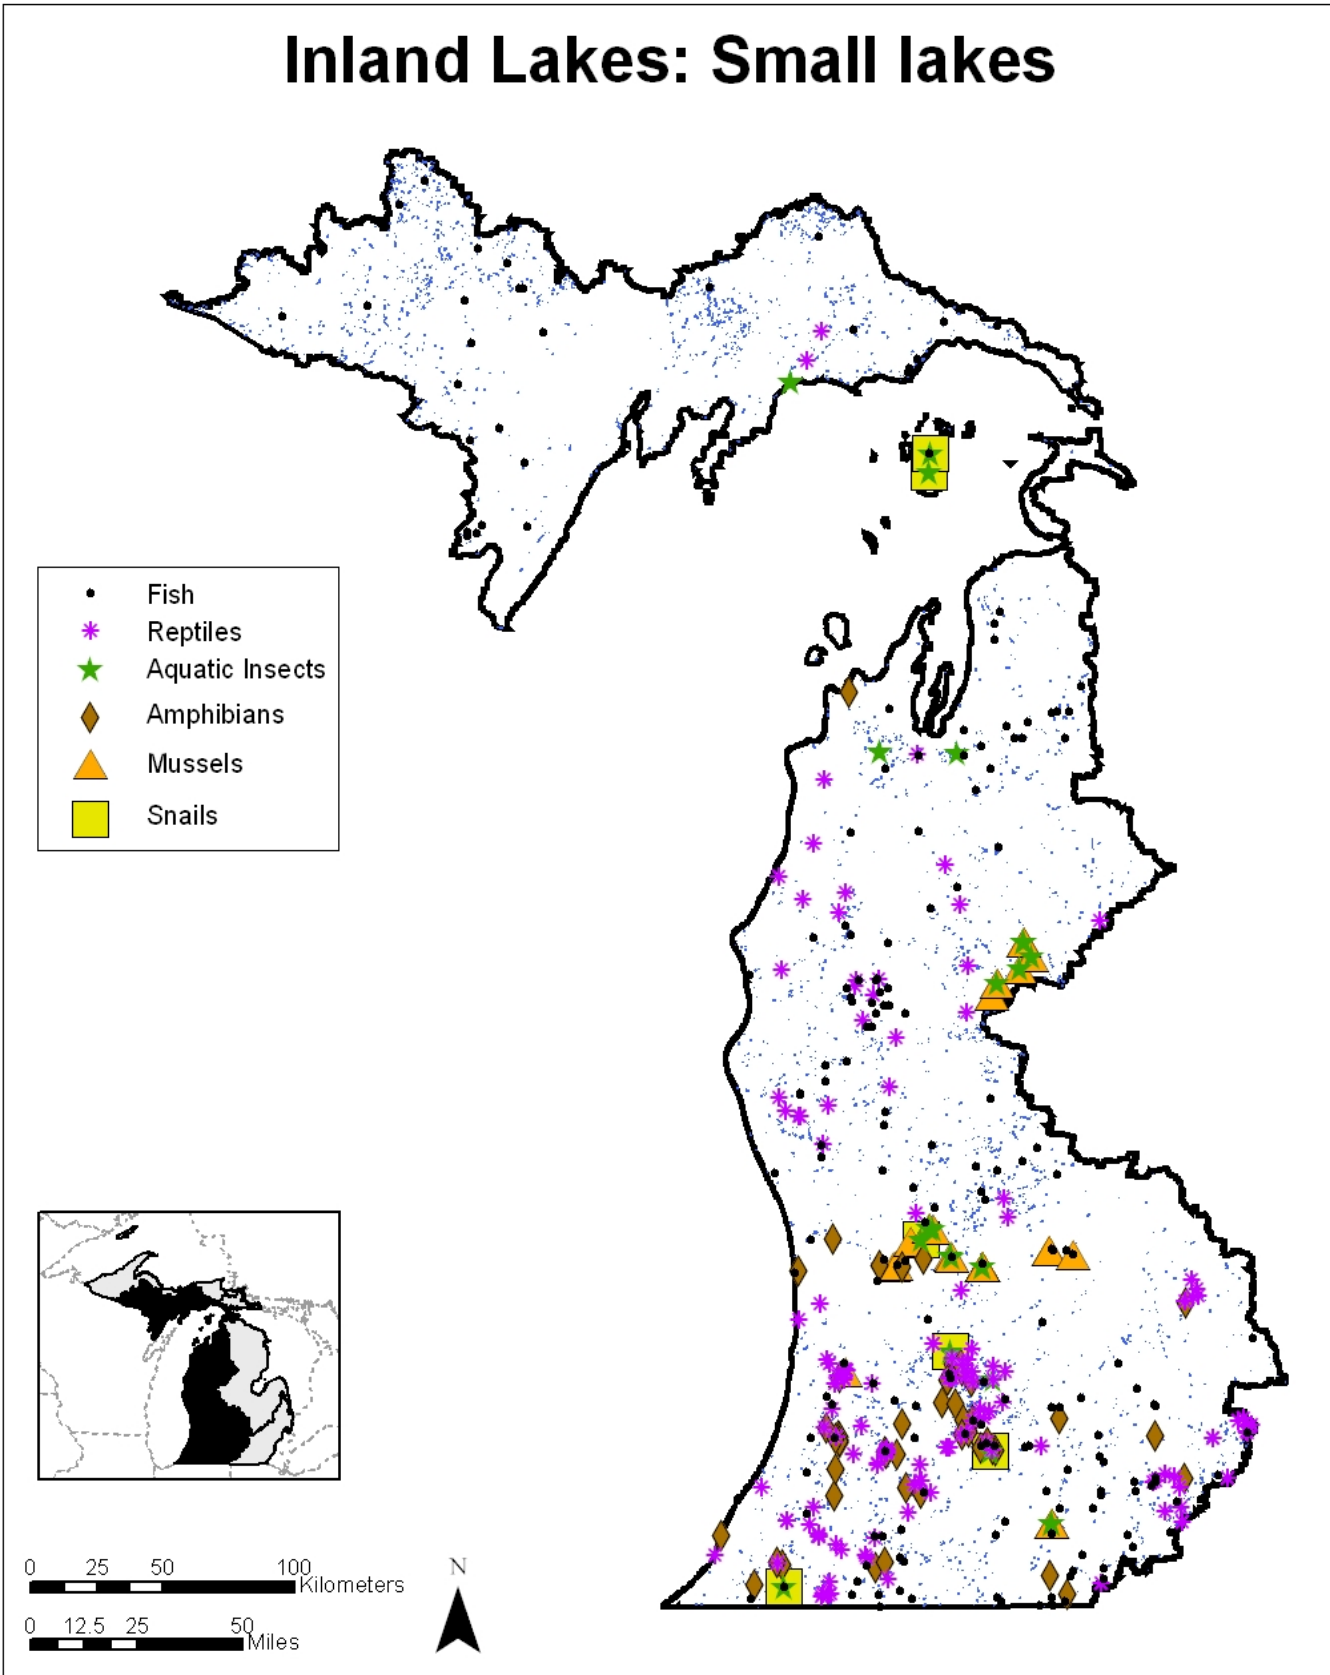 Inland Lakes: Small lakes
Fish
Reptiles
Aquatic Insects
Amphibians
Mussels
Snails
0 25 50 100
Kilometers
0 12.5 25 50
Miles
N